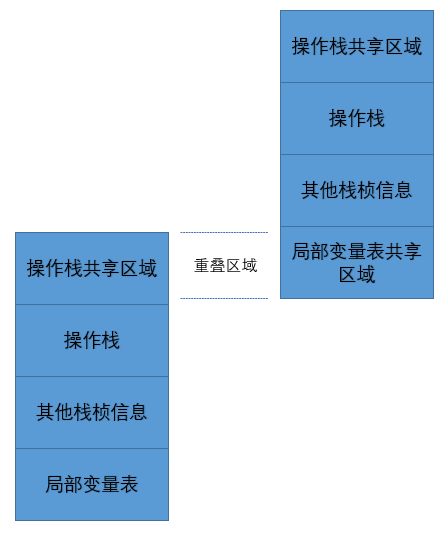 操作栈共享区域
操作栈
其他栈桢信息
局部变量表共享
区域
重叠区域
操作栈共享区域
操作栈
其他栈桢信息
局部变量表